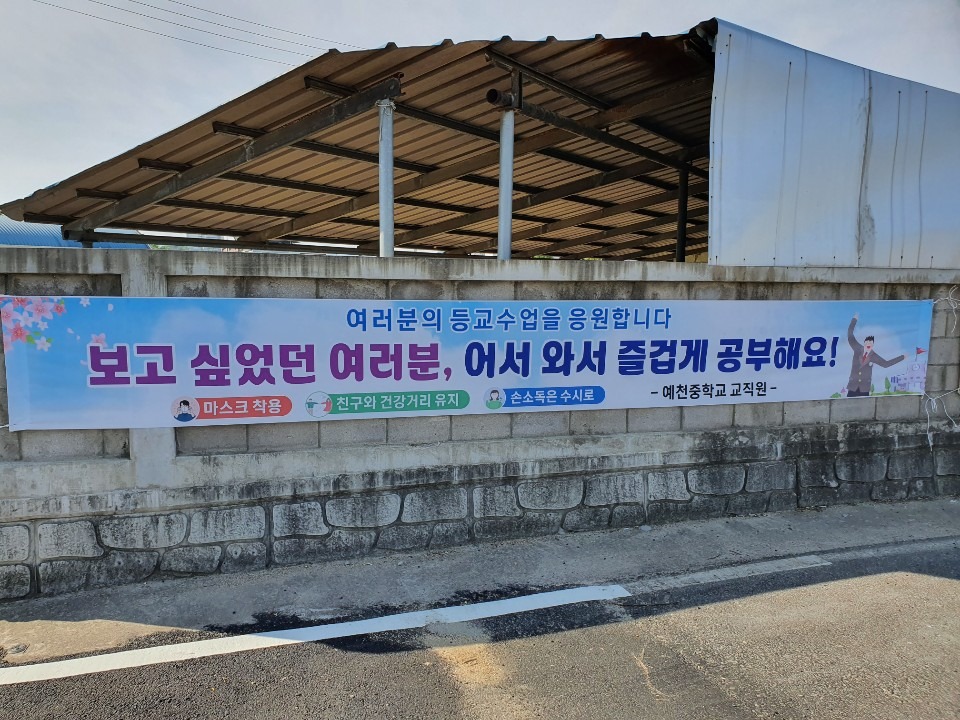 여러분의 등교수업을 응원합니다
보고 싶었던 여러분, 어서 와서 즐겁게 공부해요!
마스크 착용 친구와 건강거리 유지 손소독은 수시로 - 예천중학교 교직원 -